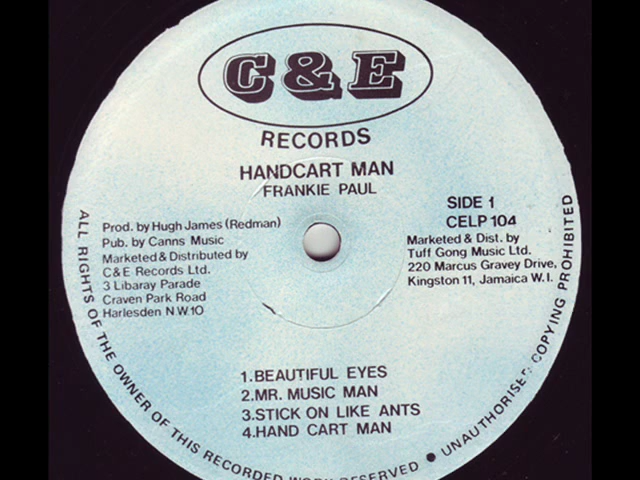 C & E
RECORDS
HANDCART MAN
FRANKIE PAUL
SIDE 1
CELP 104
Prod. by Hugh James (Redman)
Pub. by Canns Music
Marketed & Distributed by
C & E Records Ltd.
3 Libaray Parade
Craven Park Road
Harlesden N.W 10
Marketed & Dist. by
Tuff Gong Music Ltd.
220 Marcus Gravey Drive,
Kingston 11, Jamaica W.I.
1.BEAUTIFUL EYES
2.MR. MUSIC MAN
3.STICK ON LIKE ANTS
4.HAND CART MAN
ALL RIGHTS OF THE OWNER OF THIS RECORDED WORK RESERVED ● UNAUTHORISED COPYING PROHIBITED